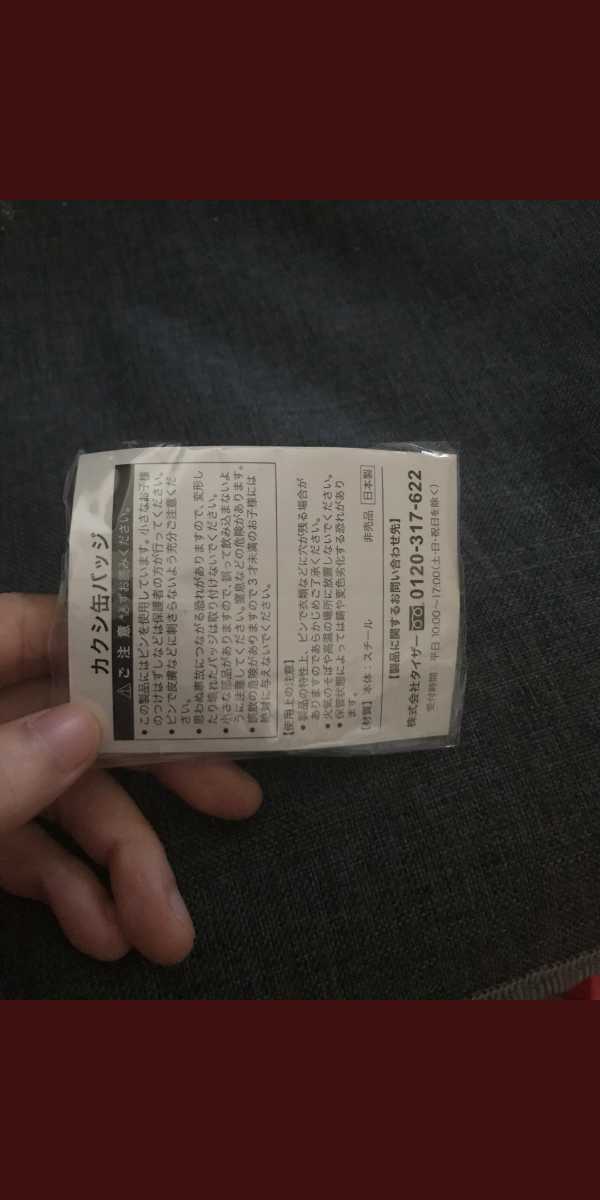 カクシ缶バッジ
⚠ご注意 *必ずお読みください。
●この製品にはピンを使用しています。小さなお子様
のつけはずしなどは保護者の方が行ってください。
●ピンで皮膚などに刺さらないよう充分ご注意くだ
さい。
●思わぬ事故につながる恐れがありますので、変形し
たり壊れたバッジは取り付けないでください。
●小さな部品がありますので、誤って飲み込まないよ
うに注意してください。窒息などの危険があります。
●誤飲の危険がありますので3才未満のお子様には
絶対に与えないでください。
【使用上の注意】
●製品の特性上、ピンで衣類などに穴が残る場合が
ありますのであらかじめご了承ください。
●火気のそばや高温の場所に放置しないでください。
●保管状態によっては錆や変色劣化する恐れがあり
ます。
【材質】本体：スチール 非売品 日本製
【製品に関するお問い合わせ先】
株式会社タイザー 0120-317-622
受付時間：平日 10:00〜17:00（土・日・祝日を除く）